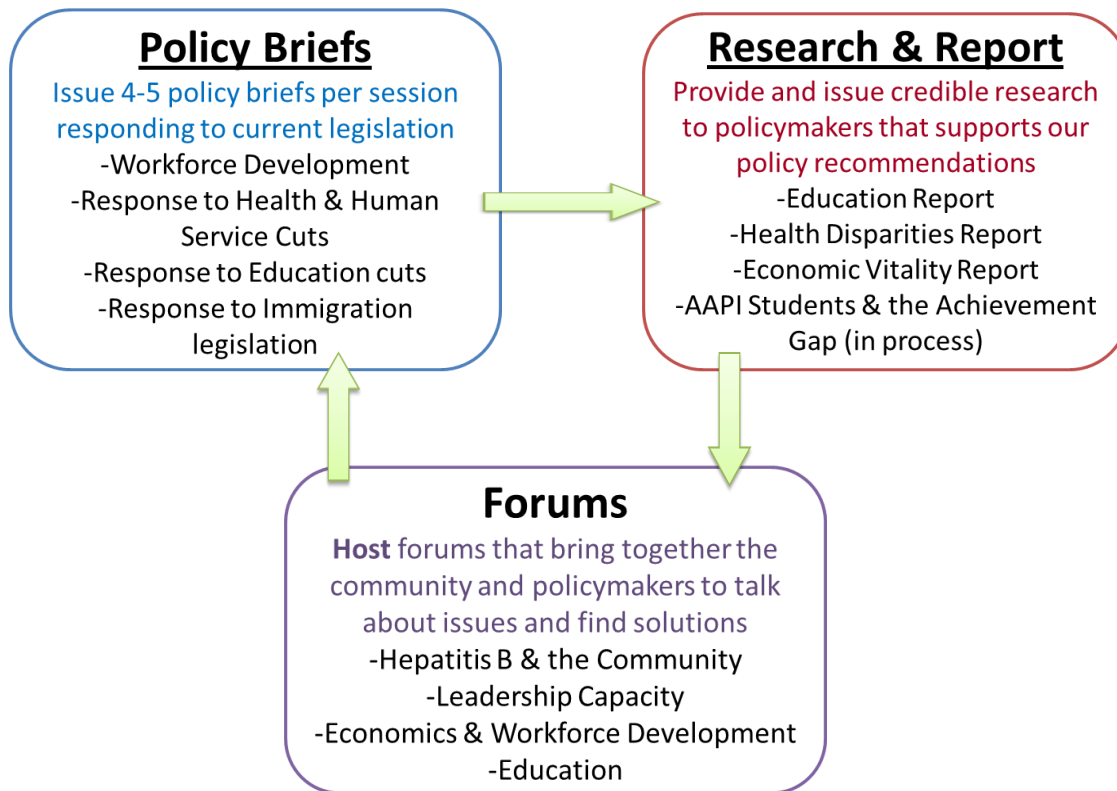 Policy Briefs
Issue 4-5 policy briefs per session
responding to current legislation
-Workforce Development
-Response to Health & Human
Service Cuts
-Response to Education cuts
-Response to Immigration
legislation
Research & Report
Provide and issue credible research
to policymakers that supports our
policy recommendations
-Education Report
-Health Disparities Report
-Economic Vitality Report
-AAPI Students & the Achievement
Gap (in process)
Forums
Host forums that bring together the
community and policymakers to talk
about issues and find solutions
-Hepatitis B & the Community
-Leadership Capacity
-Economics & Workforce Development
-Education